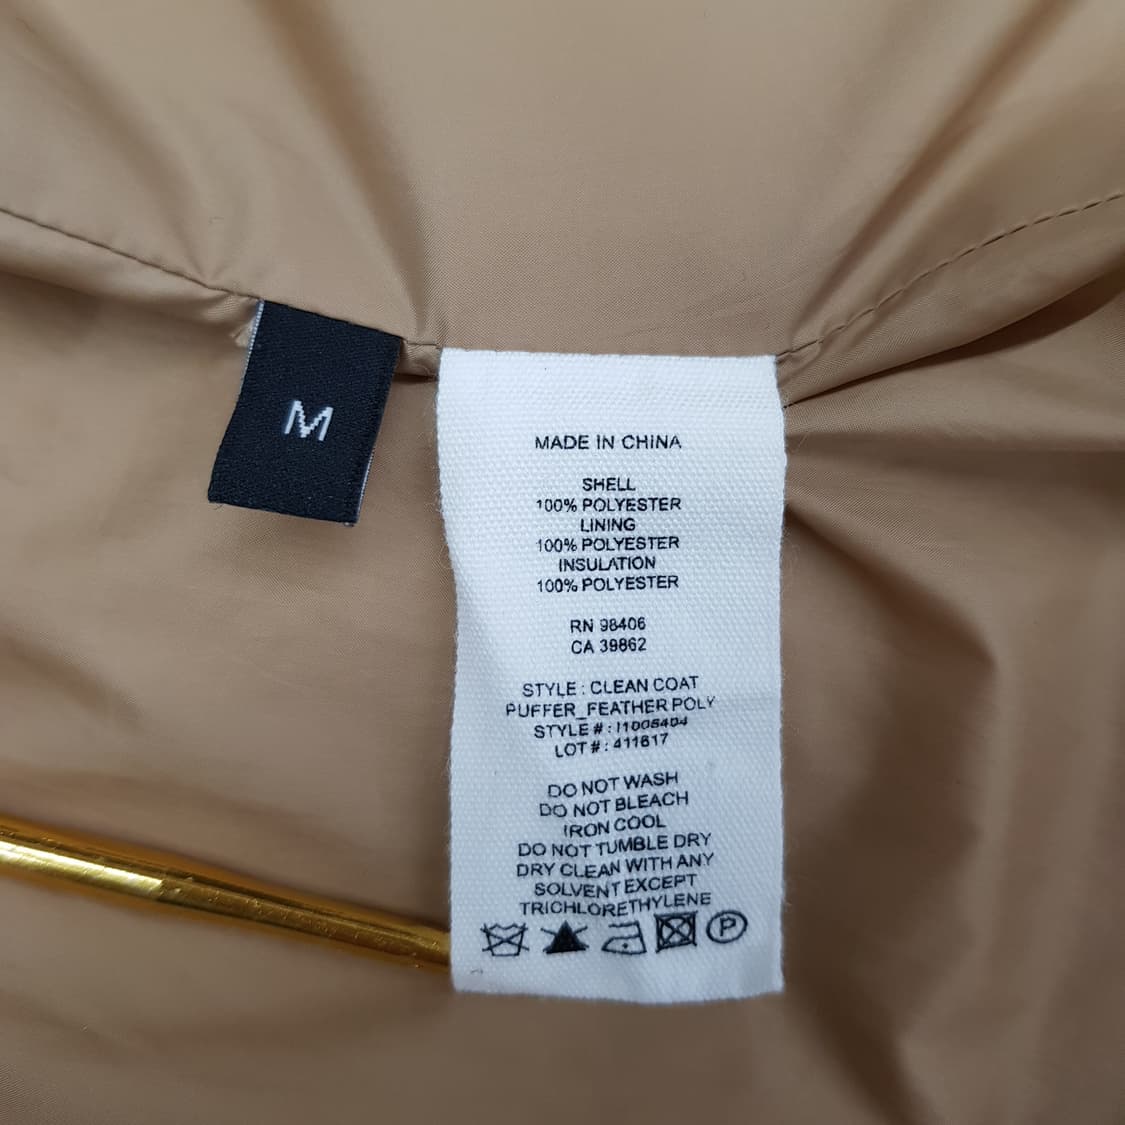 M
MADE IN CHINA
SHELL
100% POLYESTER
LINING
100% POLYESTER
INSULATION
100% POLYESTER
RN 98406
CA 39862
STYLE : CLEAN COAT
PUFFER_FEATHER POLY
STYLE # :
LOT # : 411617
DO NOT WASH
DO NOT BLEACH
IRON COOL
DO NOT TUMBLE DRY
DRY CLEAN WITH ANY
SOLVENT EXCEPT
TRICHLORETHYLENE
P